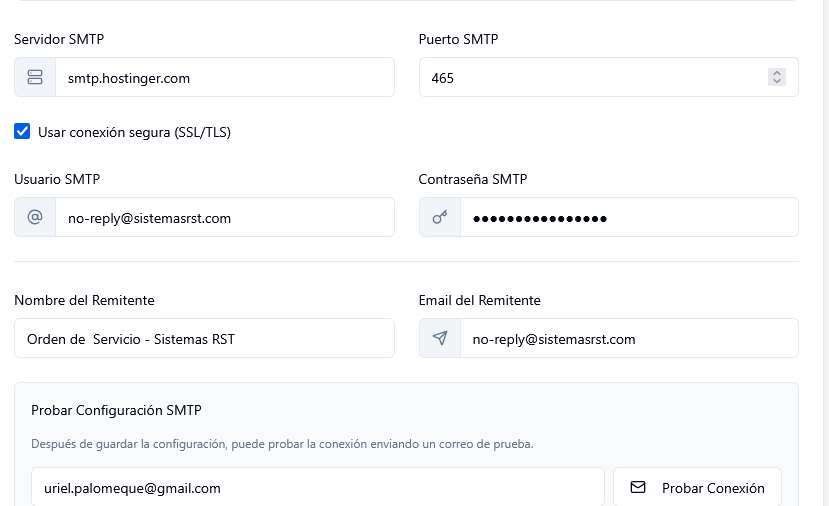 Servidor SMTP
Puerto SMTP
smtp.hostinger.com
465
Usar conexión segura (SSL/TLS)
Usuario SMTP
Contraseña SMTP
no-reply@sistemasrst.com
••••••••••••••••
Nombre del Remitente
Email del Remitente
Orden de  Servicio - Sistemas RST
no-reply@sistemasrst.com
Probar Configuración SMTP
Después de guardar la configuración, puede probar la conexión enviando un correo de prueba.
uriel.palomeque@gmail.com
Probar Conexión